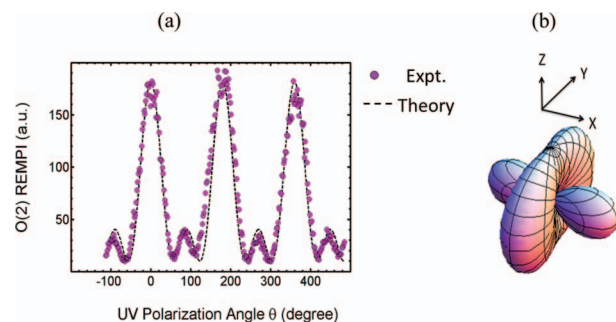 (a)
(b)
O(2) REMPI (a.u.)
150
100
50
-100 0 100 200 300 400
UV Polarization Angle θ (degree)
Expt.
Theory
Z
Y
X